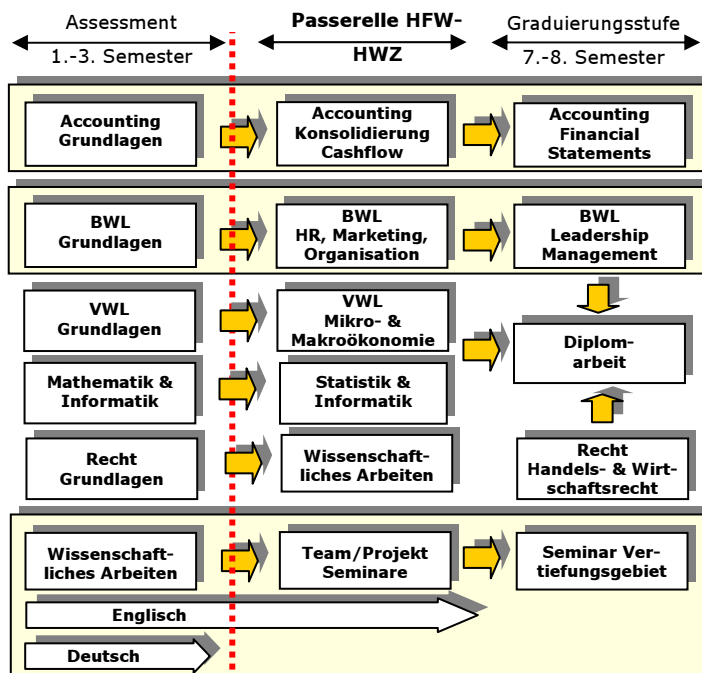 Assessment
1.-3. Semester
Passerelle HFW-
HWZ
Graduierungsstufe
7.-8. Semester
Accounting
Grundlagen
Accounting
Konsolidierung
Cashflow
Accounting
Financial
Statements
BWL
Grundlagen
BWL
HR, Marketing,
Organisation
BWL
Leadership
Management
VWL
Grundlagen
VWL
Mikro- &
Makroökonomie
Diplom-
arbeit
Mathematik &
Informatik
Statistik &
Informatik
Recht
Grundlagen
Wissenschaft-
liches Arbeiten
Recht
Handels- & Wirt-
schaftsrecht
Wissenschaft-
liches Arbeiten
Team/Projekt
Seminare
Seminar Ver-
tiefungsgebiet
Englisch
Deutsch